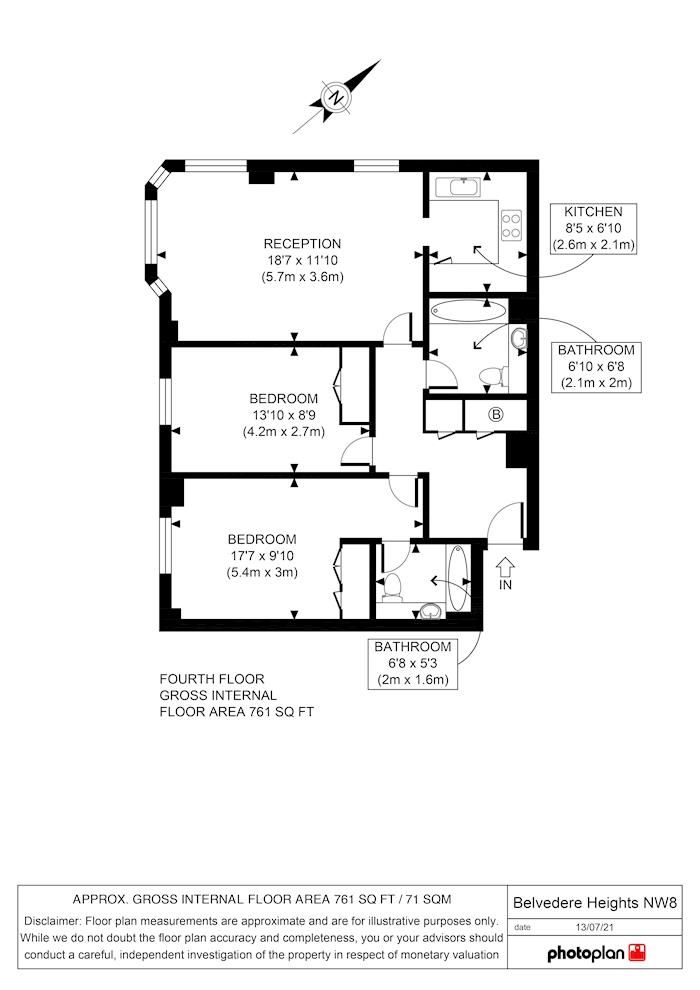 N
RECEPTION
18'7 x 11'10
(5.7m x 3.6m)
KITCHEN
8'5 x 6'10
(2.6m x 2.1m)
BATHROOM
6'10 x 6'8
(2.1m x 2m)
BEDROOM
13'10 x 8'9
(4.2m x 2.7m)
B
BEDROOM
17'7 x 9'10
(5.4m x 3m)
IN
BATHROOM
6'8 x 5'3
(2m x 1.6m)
FOURTH FLOOR
GROSS INTERNAL
FLOOR AREA 761 SQ FT
APPROX. GROSS INTERNAL FLOOR AREA 761 SQ FT / 71 SQM
Disclaimer: Floor plan measurements are approximate and are for illustrative purposes only.
While we do not doubt the floor plan accuracy and completeness, you or your advisors should
conduct a careful, independent investigation of the property in respect of monetary valuation
Belvedere Heights NW8
date 13/07/21
photoplan